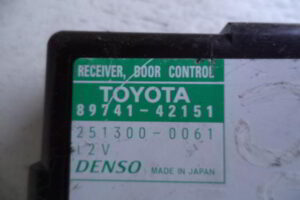 RECEIVER, DOOR CONTROL
TOYOTA
89741-42151
251300-0061
12V
DENSO MADE IN JAPAN